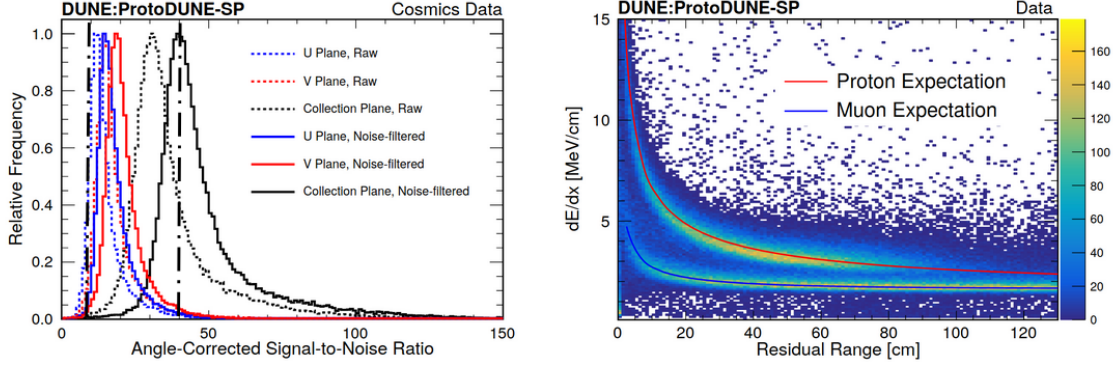 DUNE:ProtoDUNE-SP Cosmics Data
1.0
0.8
0.6
0.4
0.2
0.0
Relative Frequency
U Plane, Raw
V Plane, Raw
Collection Plane, Raw
U Plane, Noise-filtered
V Plane, Noise-filtered
Collection Plane, Noise-filtered
0 50 100 150
Angle-Corrected Signal-to-Noise Ratio
DUNE:ProtoDUNE-SP Data
15
10
5
dE/dx [MeV/cm]
Proton Expectation
Muon Expectation
0 20 40 60 80 100 120
Residual Range [cm]
160
140
120
100
80
60
40
20
0